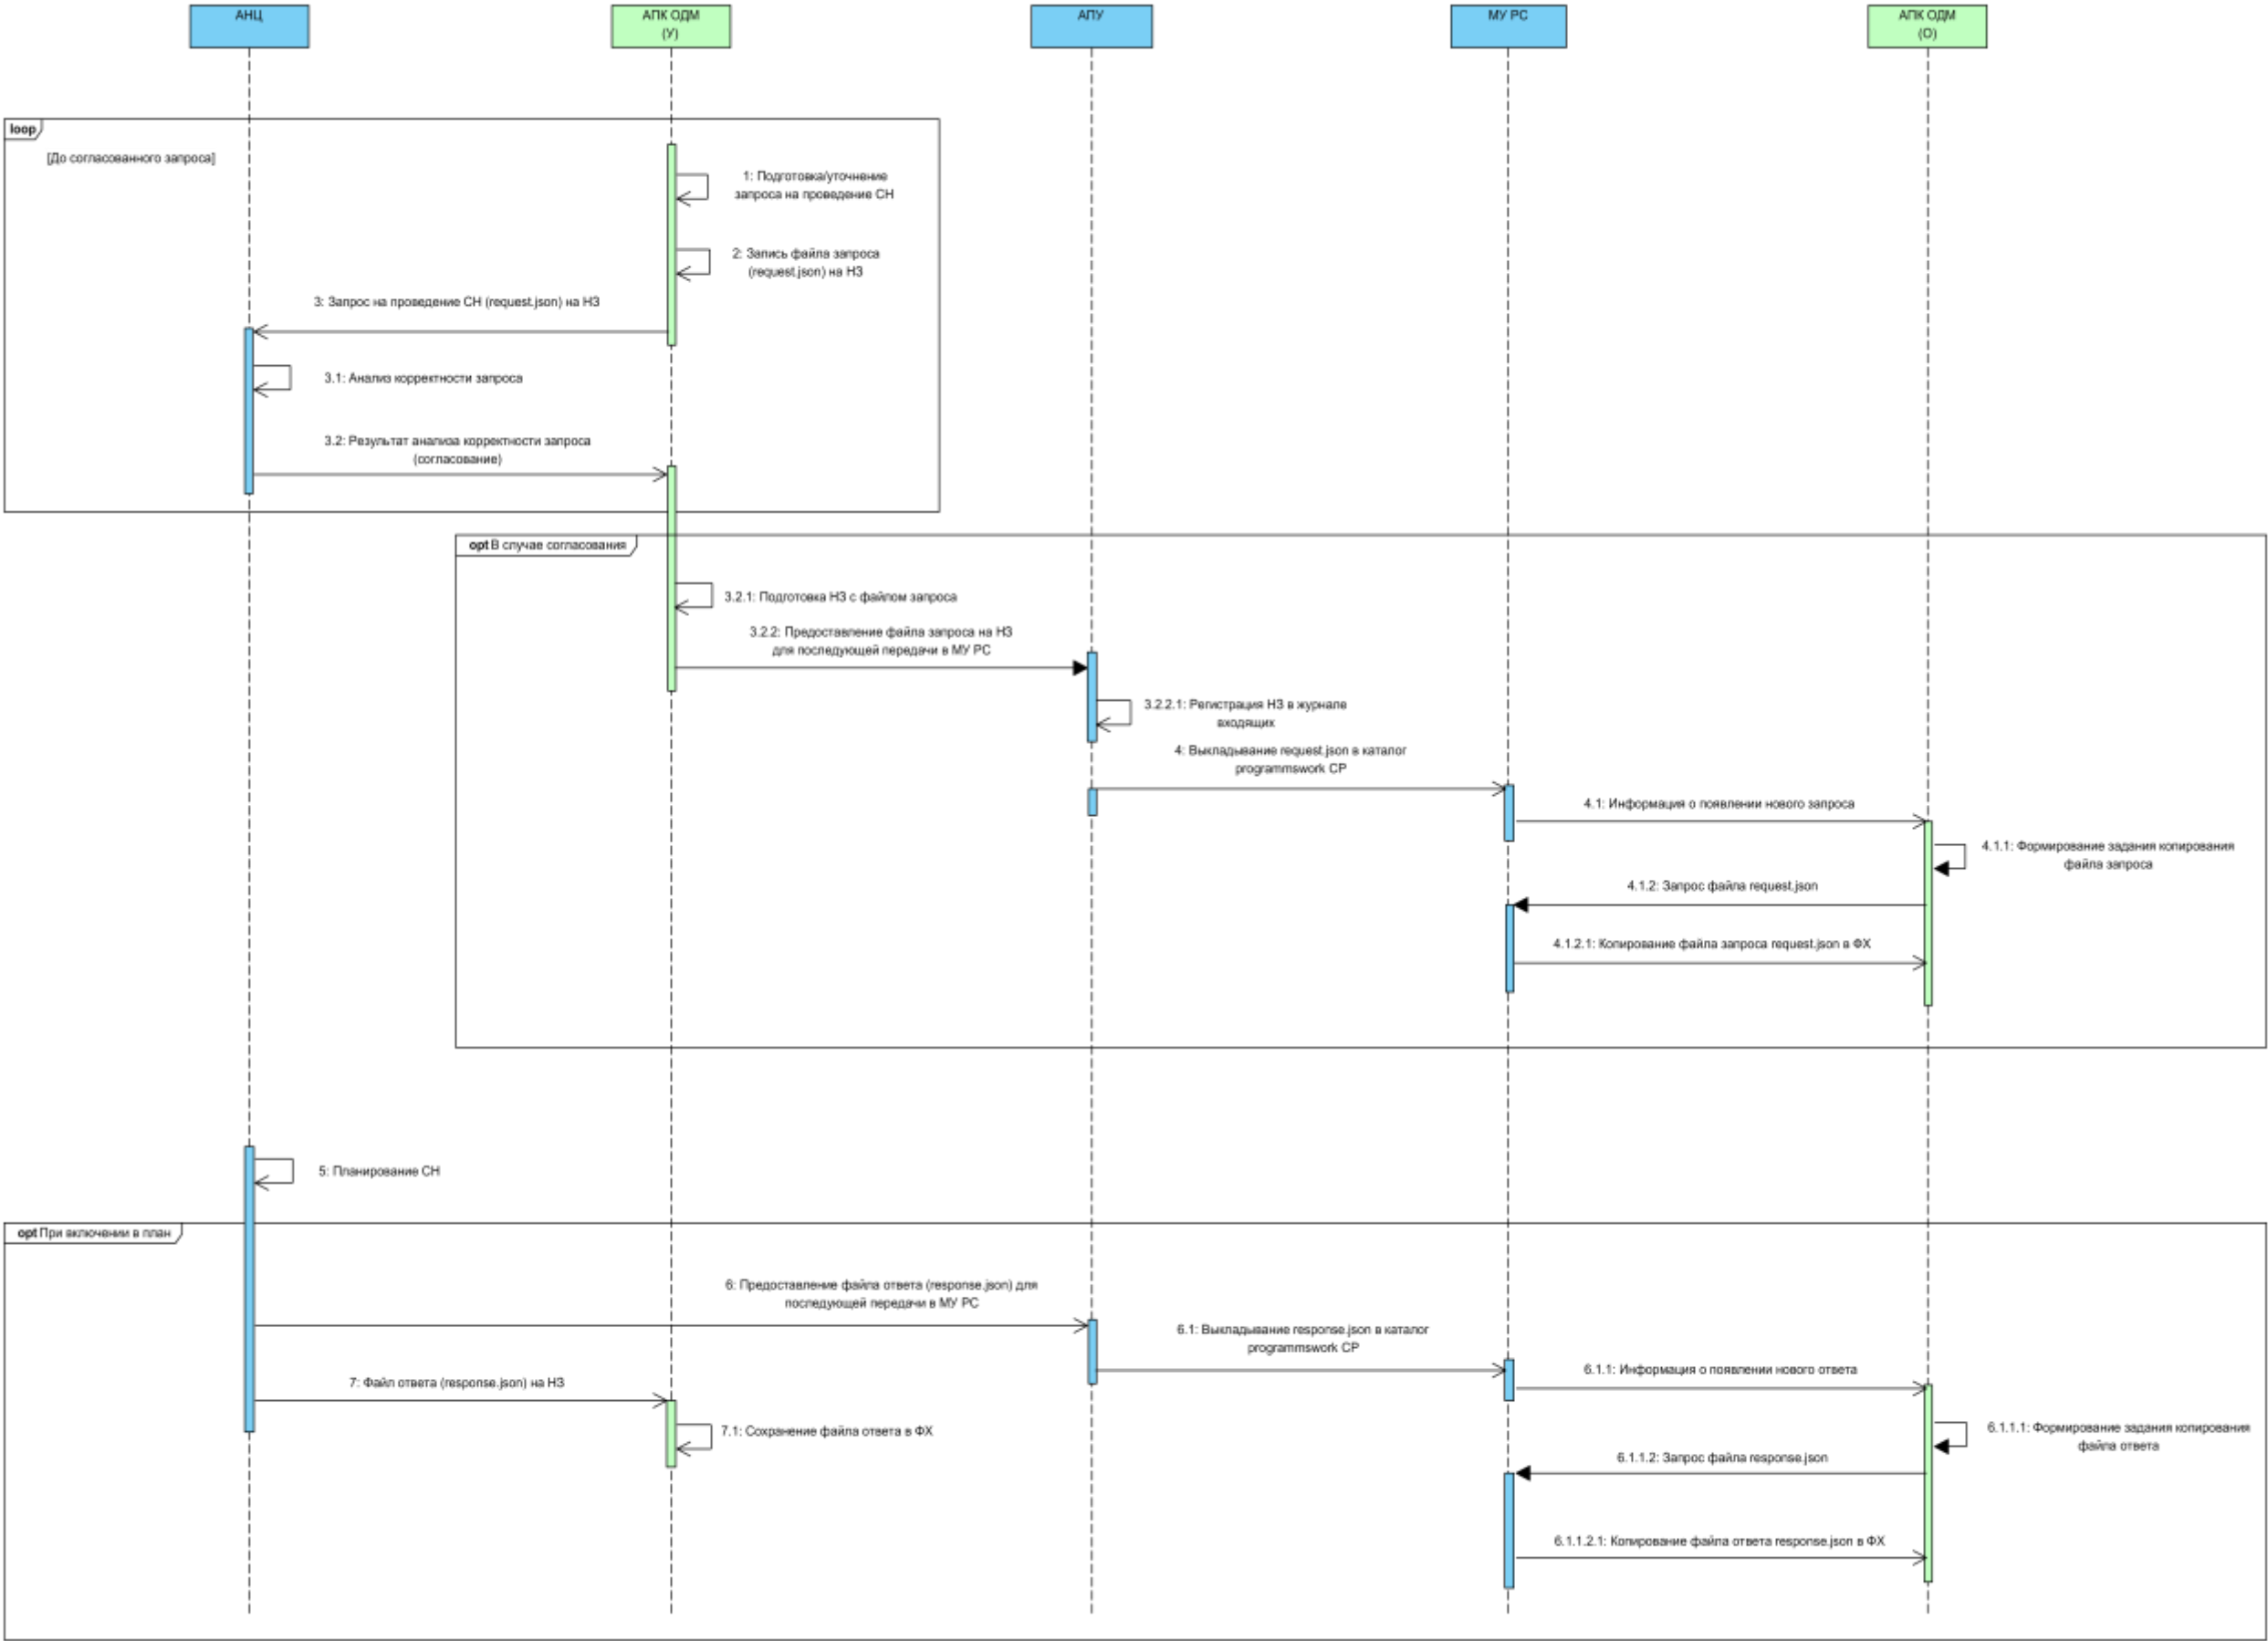 АНЦ
АПК ОДМ
(У)
АПУ
МУ РС
АПК ОДМ
(О)
loop
[До согласованного запроса]
1: Подготовка/уточнение
запроса на проведение СН
2: Запись файла запроса
(request.json) на НЗ
3: Запрос на проведение СН (request.json) на НЗ
3.1: Анализ корректности запроса
3.2: Результат анализа корректности запроса
(согласование)
opt В случае согласования
3.2.1: Подготовка НЗ с файлом запроса
3.2.2: Предоставление файла запроса на НЗ
для последующей передачи в МУ РС
3.2.2.1: Регистрация НЗ в журнале
входящих
4: Выкладывание request.json в каталог
programmswork СР
4.1: Информация о появлении нового запроса
4.1.1: Формирование задания копирования
файла запроса
4.1.2: Запрос файла request.json
4.1.2.1: Копирование файла запроса request.json в ФХ
5: Планирование СН
opt При включении в план
6: Предоставление файла ответа (response.json) для
последующей передачи в МУ РС
6.1: Выкладывание response.json в каталог
programmswork СР
6.1.1: Информация о появлении нового ответа
7: Файл ответа (response.json) на НЗ
7.1: Сохранение файла ответа в ФХ
6.1.1.1: Формирование задания копирования
файла ответа
6.1.1.2: Запрос файла response.json
6.1.1.2.1: Копирование файла ответа response.json в ФХ